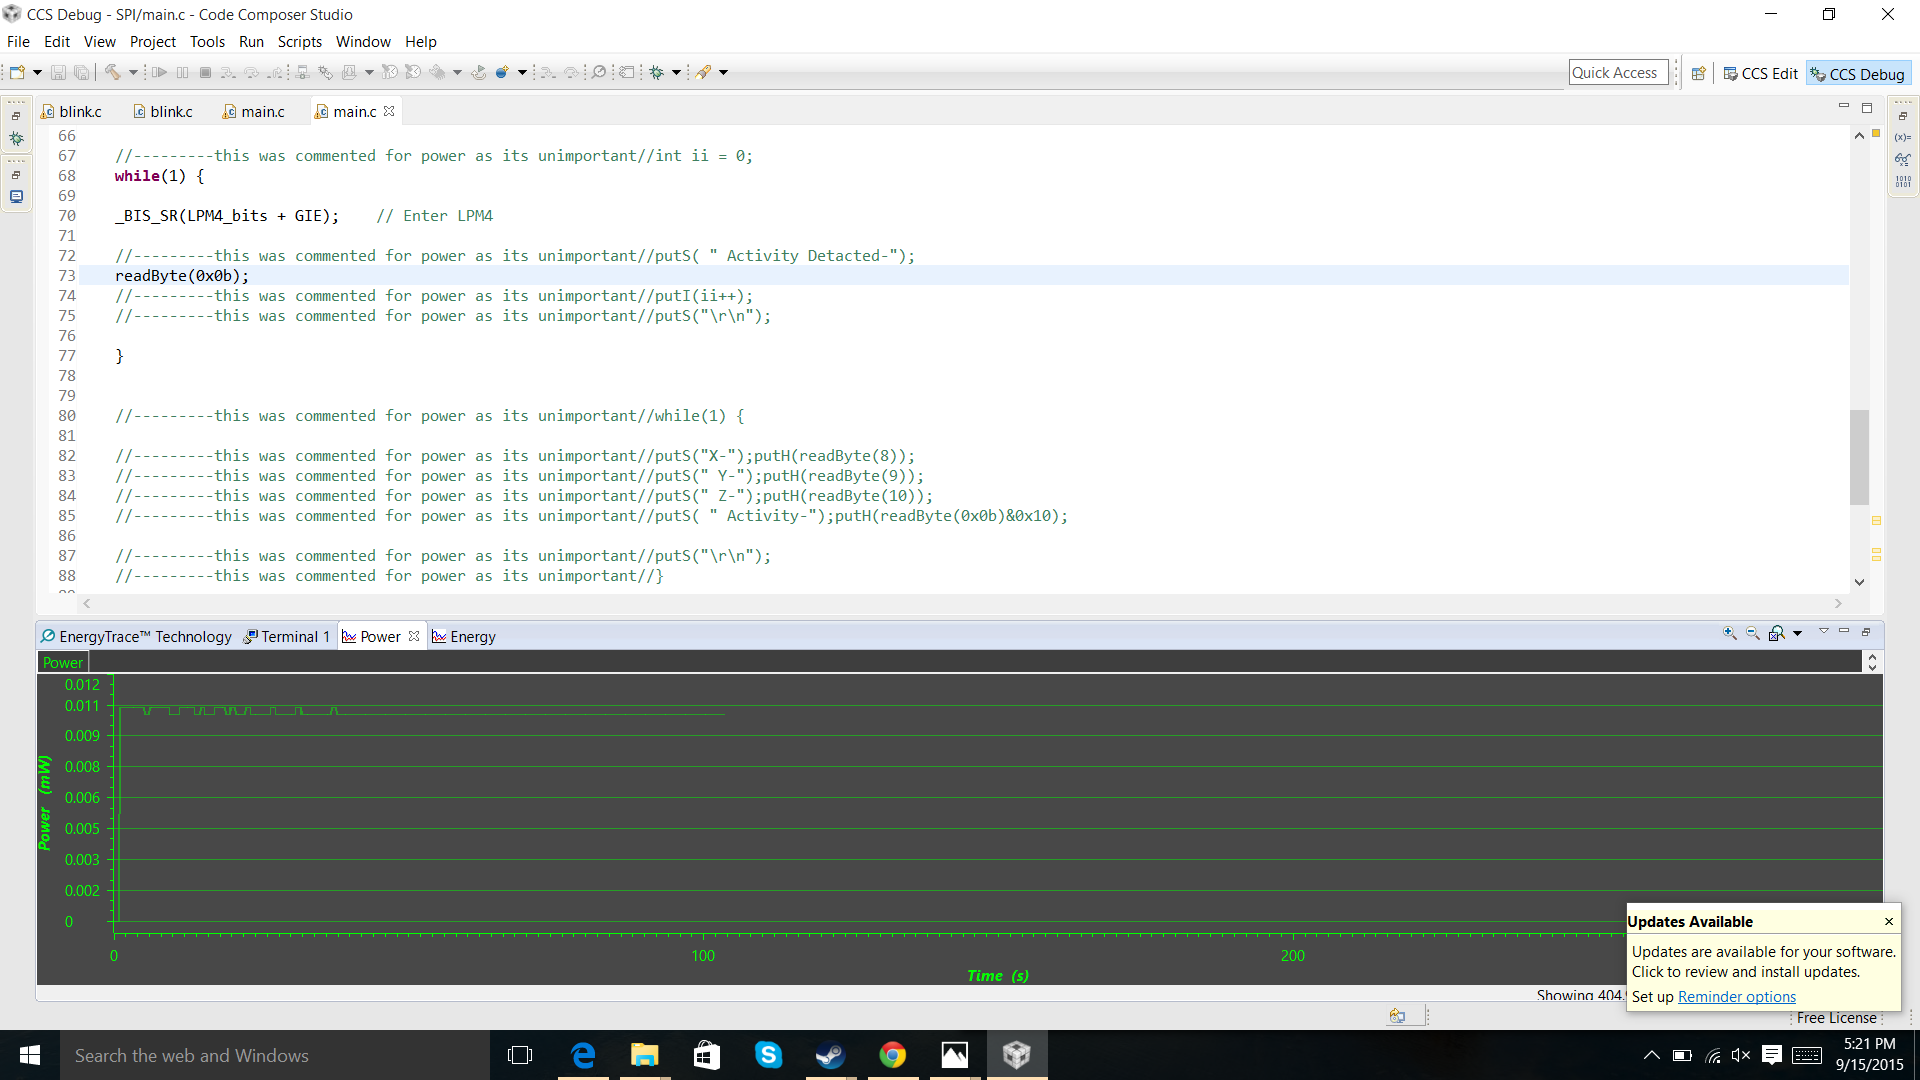 CCS Debug - SPI/main.c - Code Composer Studio
File Edit View Project Tools Run Scripts Window Help
Quick Access CCS Edit CCS Debug
blink.c blink.c main.c main.c
66
67 //---------this was commented for power as its unimportant//int ii = 0;
68 while(1) {
69
70 _BIS_SR(LPM4_bits + GIE); // Enter LPM4
71
72 //---------this was commented for power as its unimportant//putS( " Activity Detacted-");
73 readByte(0x0b);
74 //---------this was commented for power as its unimportant//putI(ii++);
75 //---------this was commented for power as its unimportant//putS("\r\n");
76
77 }
78
79
80 //---------this was commented for power as its unimportant//while(1) {
81
82 //---------this was commented for power as its unimportant//putS("X-");putH(readByte(8));
83 //---------this was commented for power as its unimportant//putS(" Y-");putH(readByte(9));
84 //---------this was commented for power as its unimportant//putS(" Z-");putH(readByte(10));
85 //---------this was commented for power as its unimportant//putS( " Activity-");putH(readByte(0x0b)&0x10);
86
87 //---------this was commented for power as its unimportant//putS("\r\n");
88 //---------this was commented for power as its unimportant//}
EnergyTrace™ Technology Terminal 1 Power Energy
Power
0.012
0.011
0.009
0.008
0.006
0.005
0.003
0.002
0
Power (mW)
0 100 200
Time (s)
Updates Available
Updates are available for your software.
Click to review and install updates.
Set up Reminder options
Showing 404.
Free License
Search the web and Windows
5:21 PM
9/15/2015